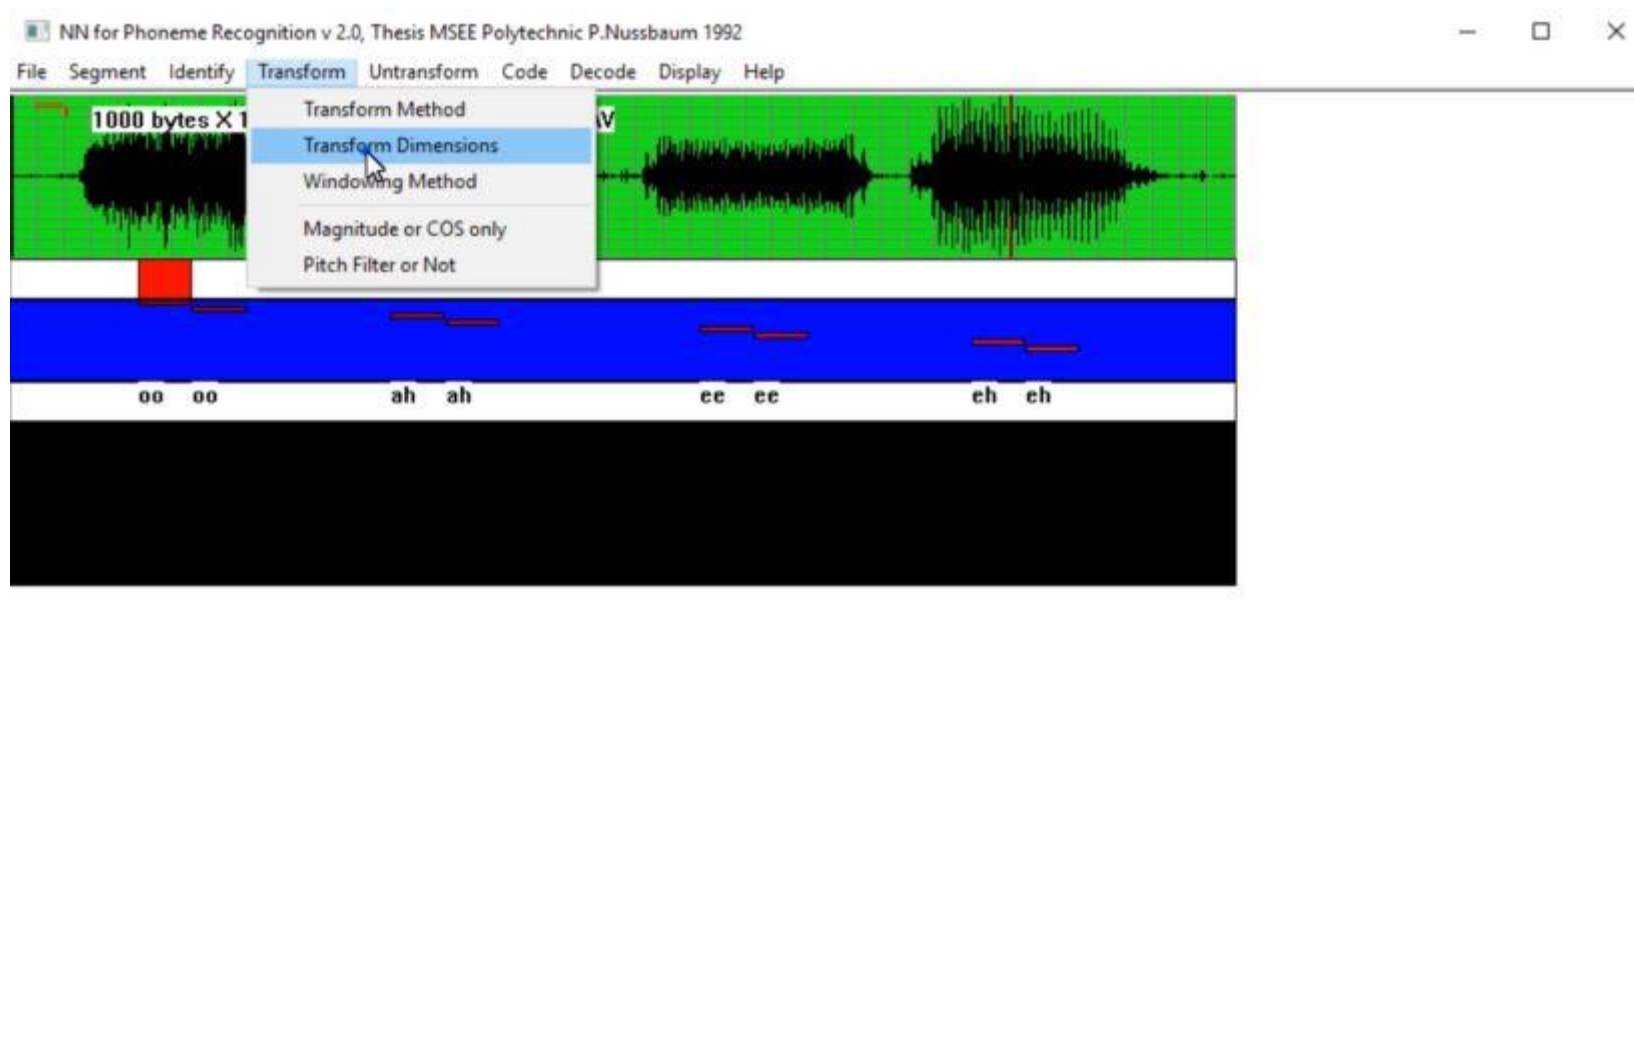 NN for Phoneme Recognition v 2.0, Thesis MSEE Polytechnic P.Nussbaum 1992
File Segment Identify Transform Untransform Code Decode Display Help
Transform Method
1000 bytes X 1
Transform Dimensions
Windowing Method
Magnitude or COS only
Pitch Filter or Not
oo oo ah ah ee ee eh eh